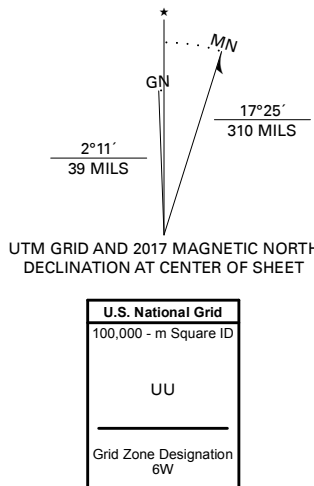 ★
MN
GN
17°25´
310 MILS
2°11´
39 MILS
UTM GRID AND 2017 MAGNETIC NORTH
DECLINATION AT CENTER OF SHEET
U.S. National Grid
100,000 - m Square ID
UU
Grid Zone Designation
6W